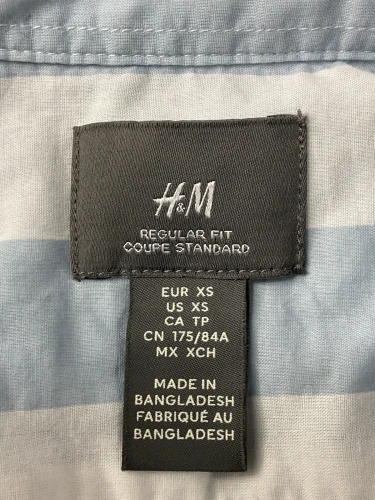 H&M
REGULAR FIT
COUPE STANDARD
EUR XS
US XS
CA TP
CN 175/84A
MX XCH
MADE IN
BANGLADESH
FABRIQUÉ AU
BANGLADESH